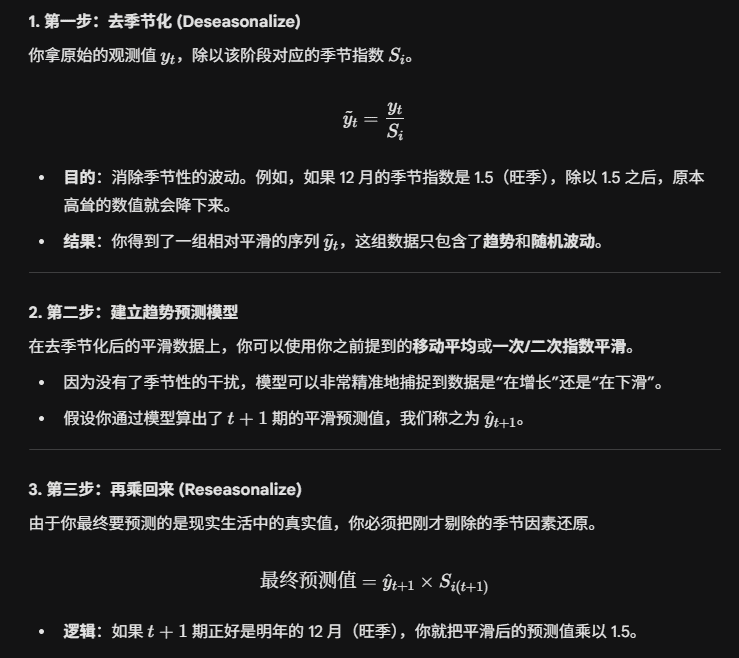 1. 第一步：去季节化 (Deseasonalize)
你拿原始的观测值 yₜ，除以该阶段对应的季节指数 Sᵢ。
ỹₜ = yₜ / Sᵢ
• 目的：消除季节性的波动。例如，如果 12 月的季节指数是 1.5（旺季），除以 1.5 之后，原本
高耸的数值就会降下来。
• 结果：你得到了一组相对平滑的序列 ỹₜ，这组数据只包含了趋势和随机波动。
2. 第二步：建立趋势预测模型
在去季节化后的平滑数据上，你可以使用你之前提到的移动平均或一次/二次指数平滑。
• 因为没有了季节性的干扰，模型可以非常精准地捕捉到数据是“在增长”还是“在下滑”。
• 假设你通过模型算出了 t + 1 期的平滑预测值，我们称之为 ŷₜ₊₁。
3. 第三步：再乘回来 (Reseasonalize)
由于你最终要预测的是现实生活中的真实值，你必须把刚才剔除的季节因素还原。
最终预测值 = ŷₜ₊₁ × Sᵢ₍ₜ₊₁₎
• 逻辑：如果 t + 1 期正好是明年的 12 月（旺季），你就把平滑后的预测值乘以 1.5。